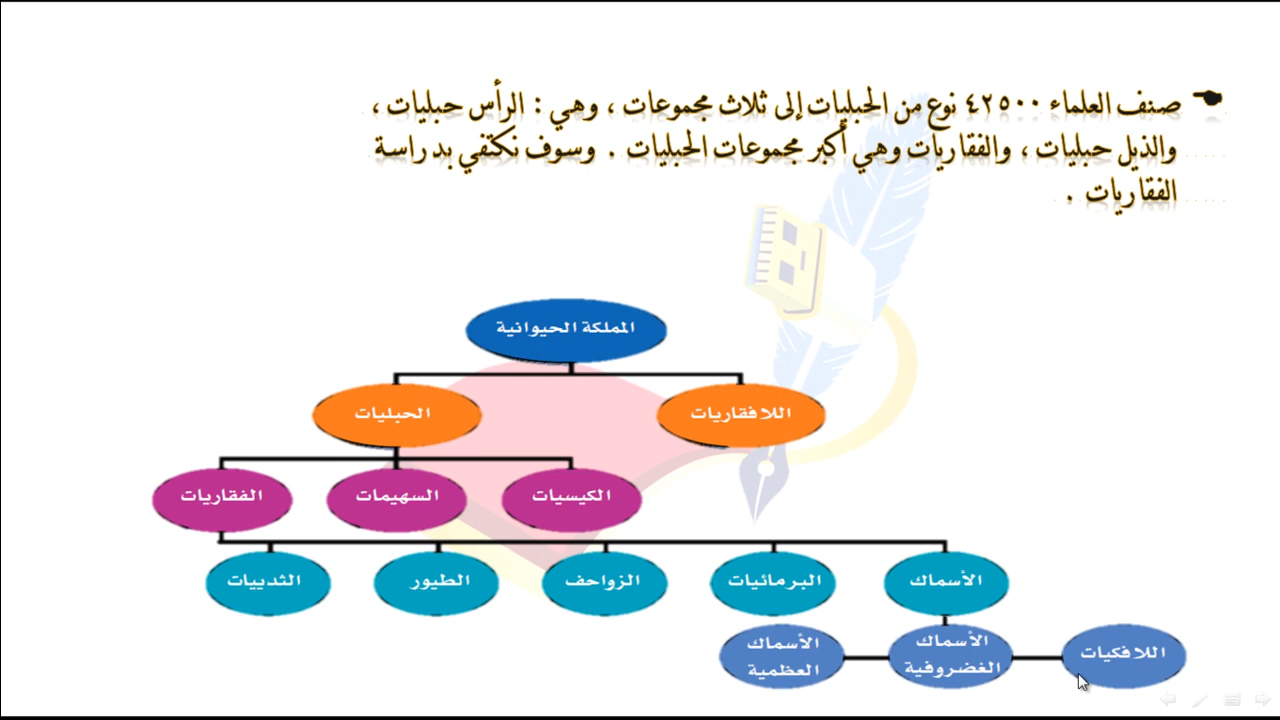 صنف العلماء ٤٢٥٠٠ نوع من الحبليات إلى ثلاث مجموعات ، وهي : الرأس حبليات ،
والذيل حبليات ، والفقاريات وهي أكبر مجموعات الحبليات . وسوف نكتفي بدراسة
الفقاريات .
المملكة الحيوانية
اللافقاريات
الحبليات
الكيسيات
السهيمات
الفقاريات
الأسماك
البرمائيات
الزواحف
الطيور
الثدييات
اللافكيات
الأسماك
الغضروفية
الأسماك
العظمية